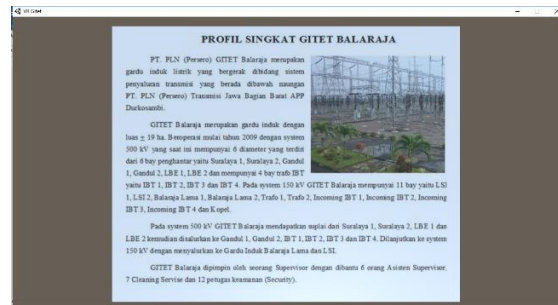 VR Gitet
PROFIL SINGKAT GITET BALARAJA
PT. PLN (Persero) GITET Balaraja merupakan
gardu induk listrik yang bergerak dibidang sistem
penyaluran transmisi yang berada dibawah naungan
PT. PLN (Persero) Transmisi Jawa Bagian Barat APP
Durkosambi.
GITET Balaraja merupakan gardu induk dengan
luas ± 19 ha. Beroperasi mulai tahun 2009 dengan system
500 kV yang saat ini mempunyai 6 diameter yang terdiri
dari 6 bay penghantar yaitu Suralaya 1, Suralaya 2, Gandul
1, Gandul 2, LBE 1, LBE 2 dan mempunyai 4 bay trafo IBT
yaitu IBT 1, IBT 2, IBT 3 dan IBT 4. Pada system 150 kV GITET Balaraja mempunyai 11 bay yaitu LSI
1, LSI 2, Balaraja Lama 1, Balaraja Lama 2, Trafo 1, Trafo 2, Incoming IBT 1, Incoming IBT 2, Incoming
IBT 3, Incoming IBT 4 dan Kopel.
Pada system 500 kV GITET Balaraja mendapatkan suplai dari Suralaya 1, Suralaya 2, LBE 1 dan
LBE 2 kemudian disalurkan ke Gandul 1, Gandul 2, IBT 1, IBT 2, IBT 3 dan IBT 4. Dilanjutkan ke system
150 kV dengan menyalurkan ke Gardu Induk Balaraja Lama dan LSI.
GITET Balaraja dipimpin oleh seorang Supervisor dengan dibantu 6 orang Asisten Supervisor,
7 Cleaning Servise dan 12 petugas keamanan (Security).